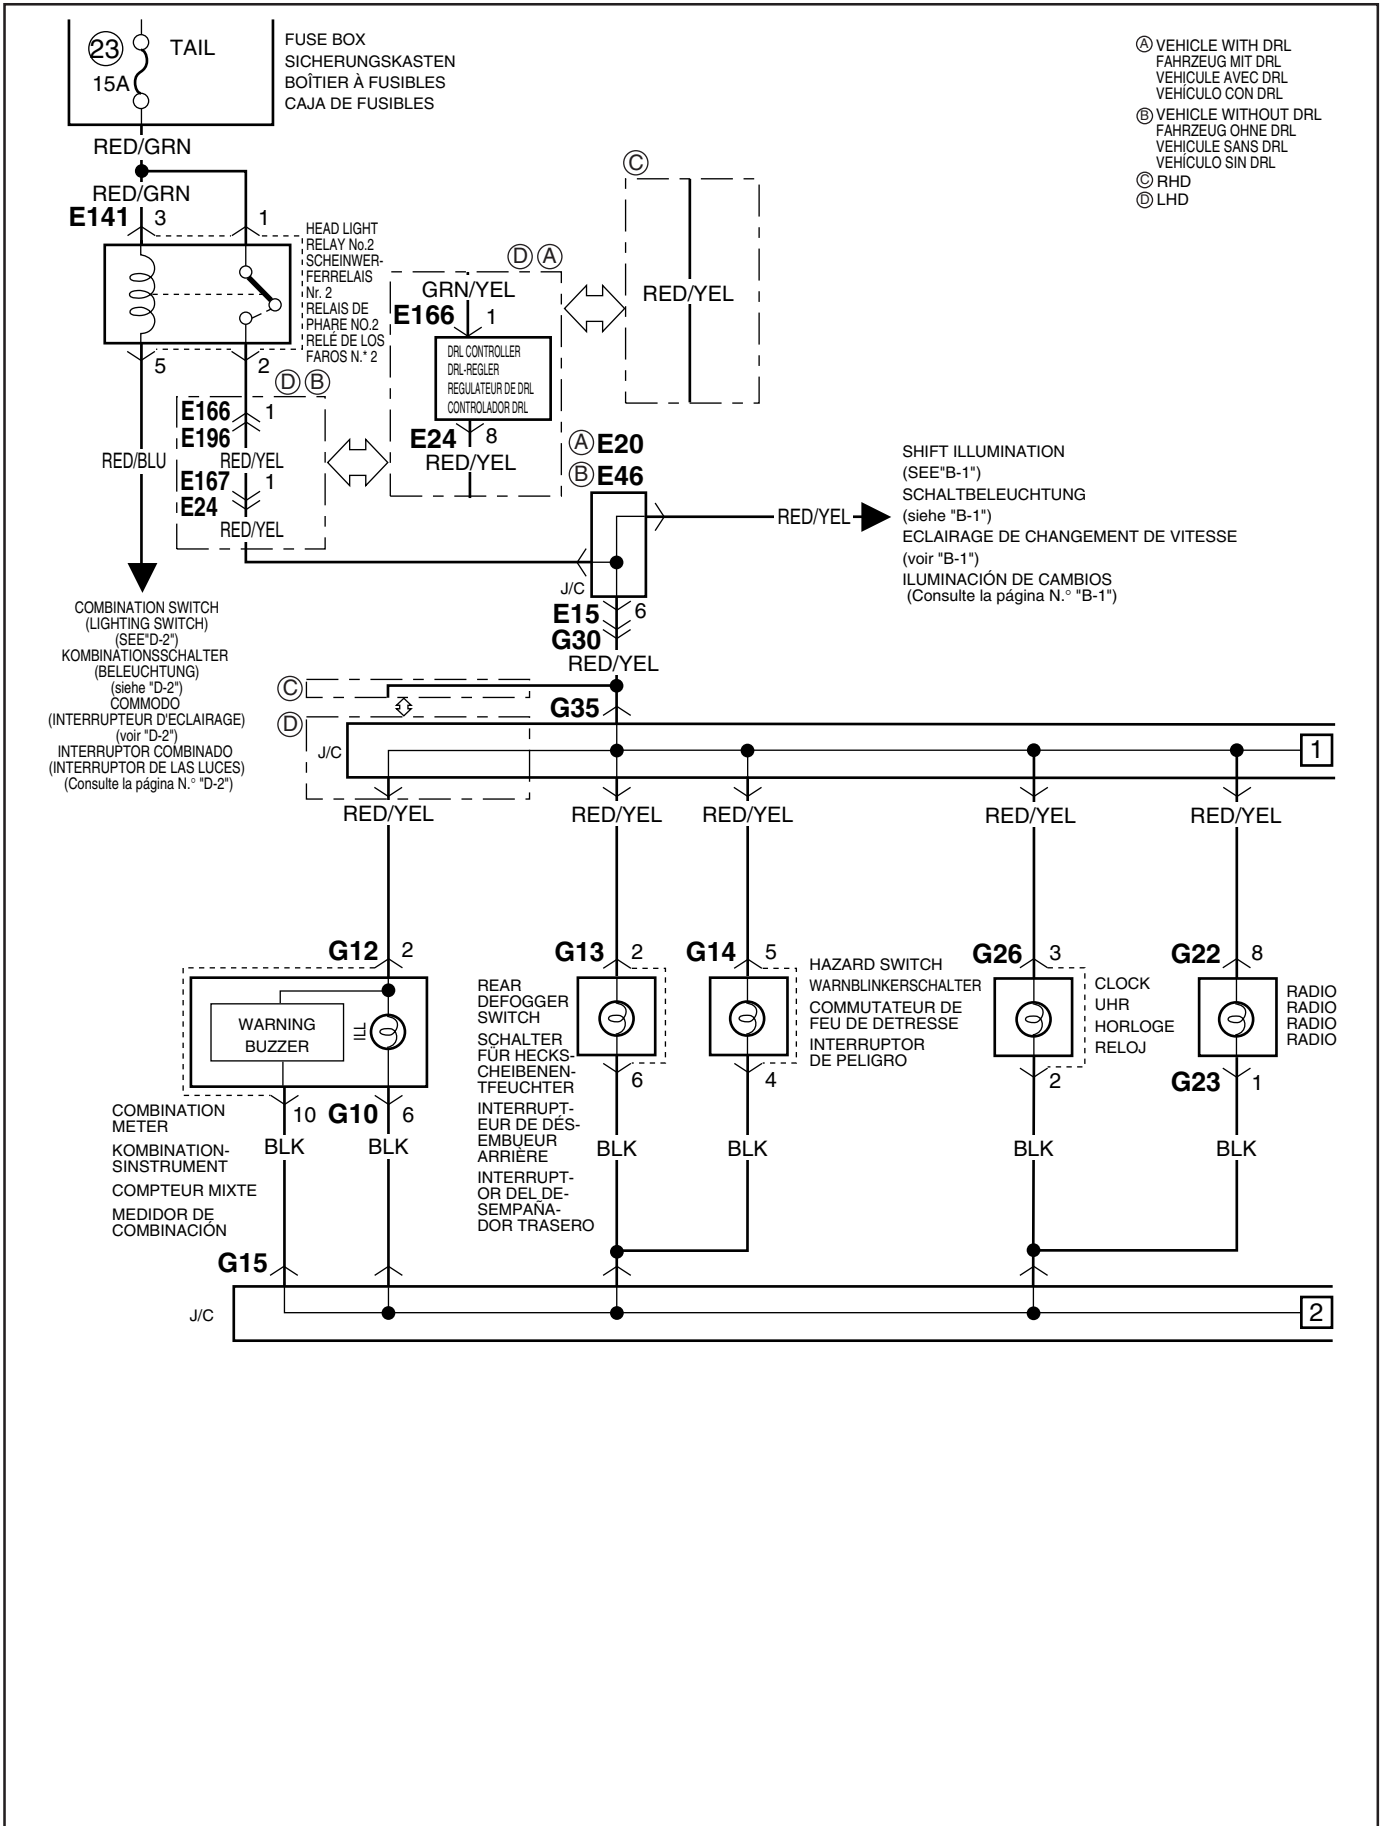 23
TAIL
15A
FUSE BOX
SICHERUNGSKASTEN
BOÎTIER À FUSIBLES
CAJA DE FUSIBLES
Ⓐ VEHICLE WITH DRL
FAHRZEUG MIT DRL
VEHICULE AVEC DRL
VEHÍCULO CON DRL
Ⓑ VEHICLE WITHOUT DRL
FAHRZEUG OHNE DRL
VEHICULE SANS DRL
VEHÍCULO SIN DRL
Ⓒ RHD
Ⓓ LHD
RED/GRN
RED/GRN
E141 3 1
HEAD LIGHT
RELAY No.2
SCHEINWER-
FERRELAIS
Nr. 2
RELAIS DE
PHARE NO.2
RELÉ DE LOS
FAROS N.* 2
5 2
Ⓓ Ⓑ
E166 1
E196
RED/BLU
RED/YEL
E167 1
E24
RED/YEL
Ⓓ Ⓐ
GRN/YEL
E166 1
DRL CONTROLLER
DRL-REGLER
REGULATEUR DE DRL
CONTROLADOR DRL
E24 8
RED/YEL
Ⓒ
RED/YEL
Ⓐ E20
Ⓑ E46
RED/YEL
SHIFT ILLUMINATION
(SEE"B-1")
SCHALTBELEUCHTUNG
(siehe "B-1")
ECLAIRAGE DE CHANGEMENT DE VITESSE
(voir "B-1")
ILUMINACIÓN DE CAMBIOS
(Consulte la página N.° "B-1")
J/C
E15 6
G30
RED/YEL
COMBINATION SWITCH
(LIGHTING SWITCH)
(SEE"D-2")
KOMBINATIONSSCHALTER
(BELEUCHTUNG)
(siehe "D-2")
COMMODO
(INTERRUPTEUR D'ECLAIRAGE)
(voir "D-2")
INTERRUPTOR COMBINADO
(INTERRUPTOR DE LAS LUCES)
(Consulte la página N.° "D-2")
Ⓒ
G35
Ⓓ
J/C
1
RED/YEL RED/YEL RED/YEL RED/YEL RED/YEL
G12 2
WARNING
BUZZER
ILL
10 G10 6
COMBINATION
METER
KOMBINATION-
SINSTRUMENT
COMPTEUR MIXTE
MEDIDOR DE
COMBINACIÓN
G13 2
REAR
DEFOGGER
SWITCH
SCHALTER
FÜR HECKS-
CHEIBENEN-
TFEUCHTER
INTERRUPT-
EUR DE DÉS-
EMBUEUR
ARRIÈRE
INTERRUPT-
OR DEL DE-
SEMPAÑA-
DOR TRASERO
6
G14 5
HAZARD SWITCH
WARNBLINKERSCHALTER
COMMUTATEUR DE
FEU DE DETRESSE
INTERRUPTOR
DE PELIGRO
4
G26 3
CLOCK
UHR
HORLOGE
RELOJ
2
G22 8
RADIO
RADIO
RADIO
RADIO
G23 1
BLK BLK BLK BLK BLK
G15
J/C
2